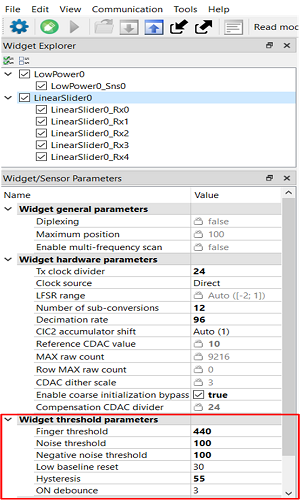 File Edit View Communication Tools He
Read mod
Widget Explorer
LowPower0
LowPower0_Sns0
LinearSlider0
LinearSlider0_Rx0
LinearSlider0_Rx1
LinearSlider0_Rx2
LinearSlider0_Rx3
LinearSlider0_Rx4
Widget/Sensor Parameters
Name Value
Widget general parameters
Diplexing false
Maximum position 100
Enable multi-frequency scan false
Widget hardware parameters
Tx clock divider 24
Clock source Direct
LFSR range Auto ([-2; 1])
Number of sub-conversions 12
Decimation rate 96
CIC2 accumulator shift Auto (1)
Reference CDAC value 10
MAX raw count 9216
Row MAX raw count 0
CDAC dither scale 3
Enable coarse initialization bypass true
Compensation CDAC divider 24
Widget threshold parameters
Finger threshold 440
Noise threshold 100
Negative noise threshold 100
Low baseline reset 30
Hysteresis 55
ON debounce 3